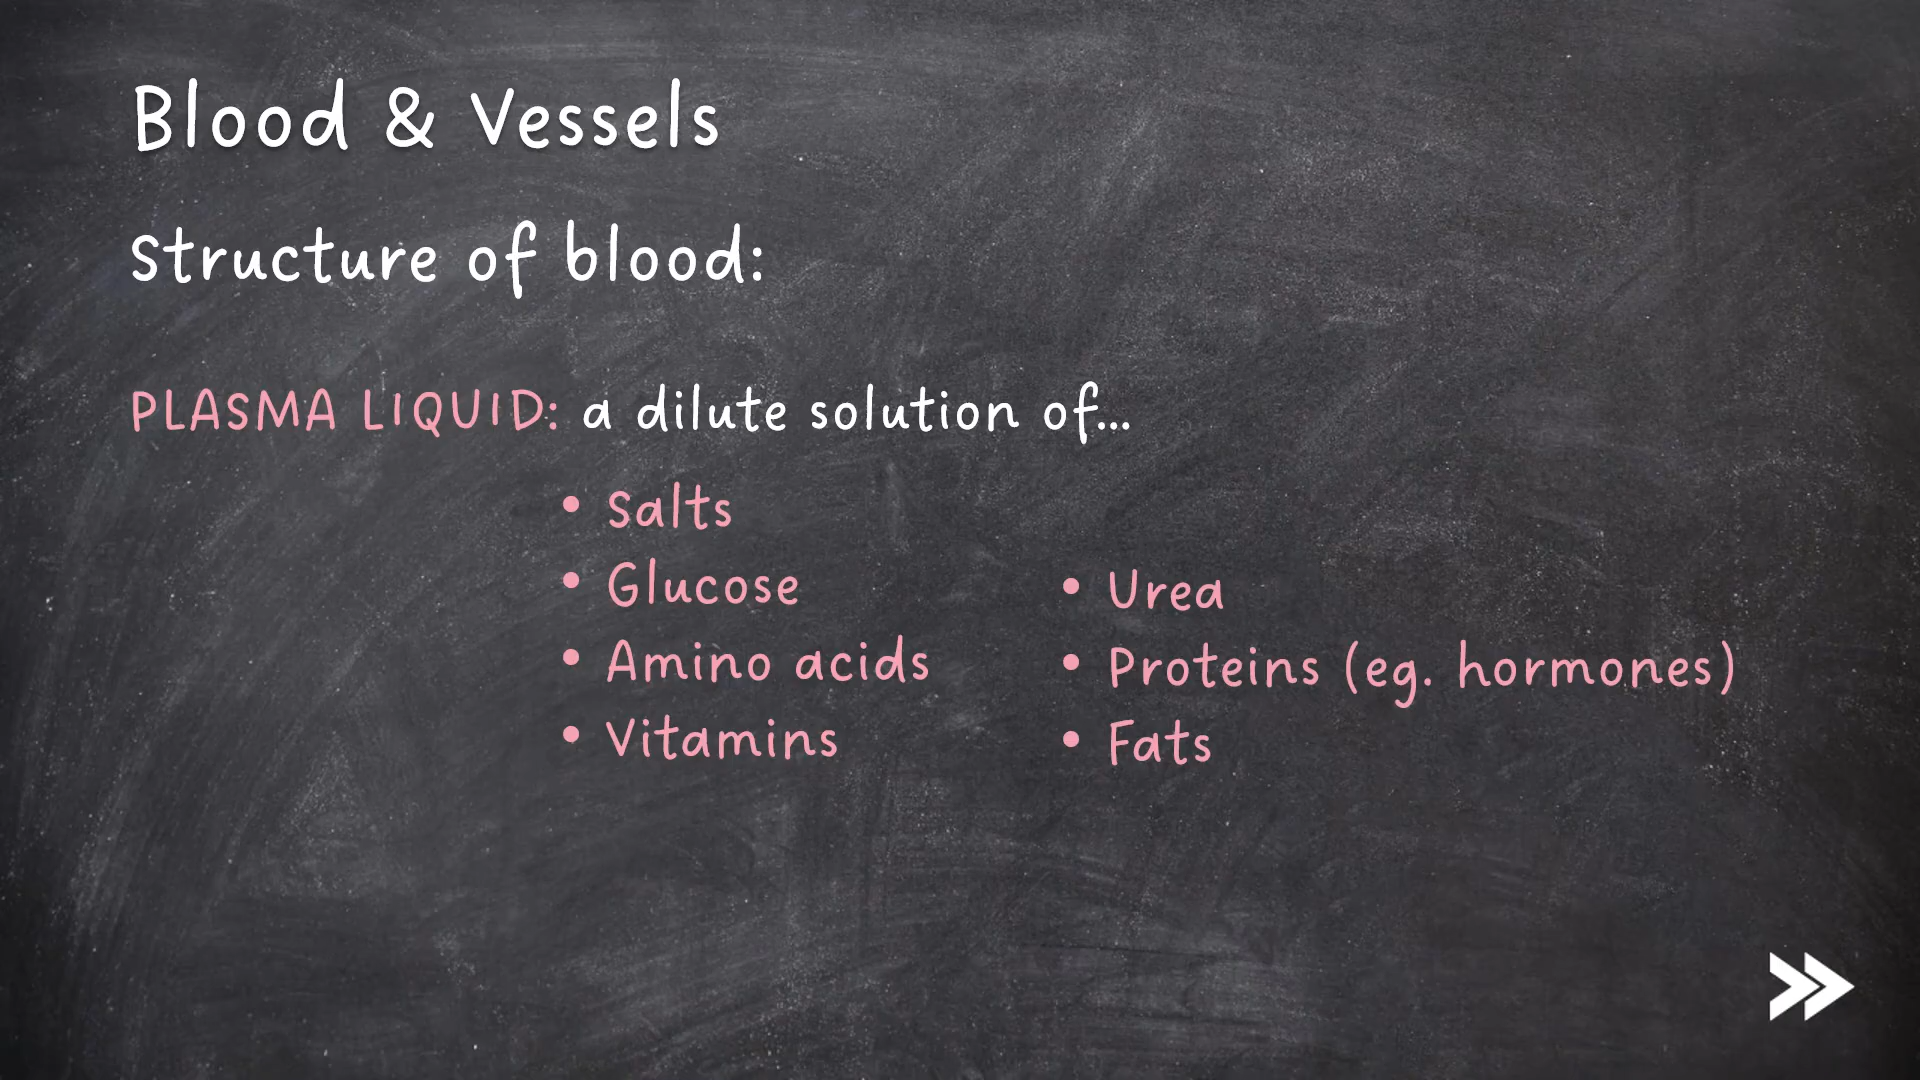 Blood & Vessels
Structure of blood:
PLASMA LIQUID: a dilute solution of...
• Salts
• Glucose
• Amino acids
• Vitamins
• Urea
• Proteins (eg. hormones)
• Fats